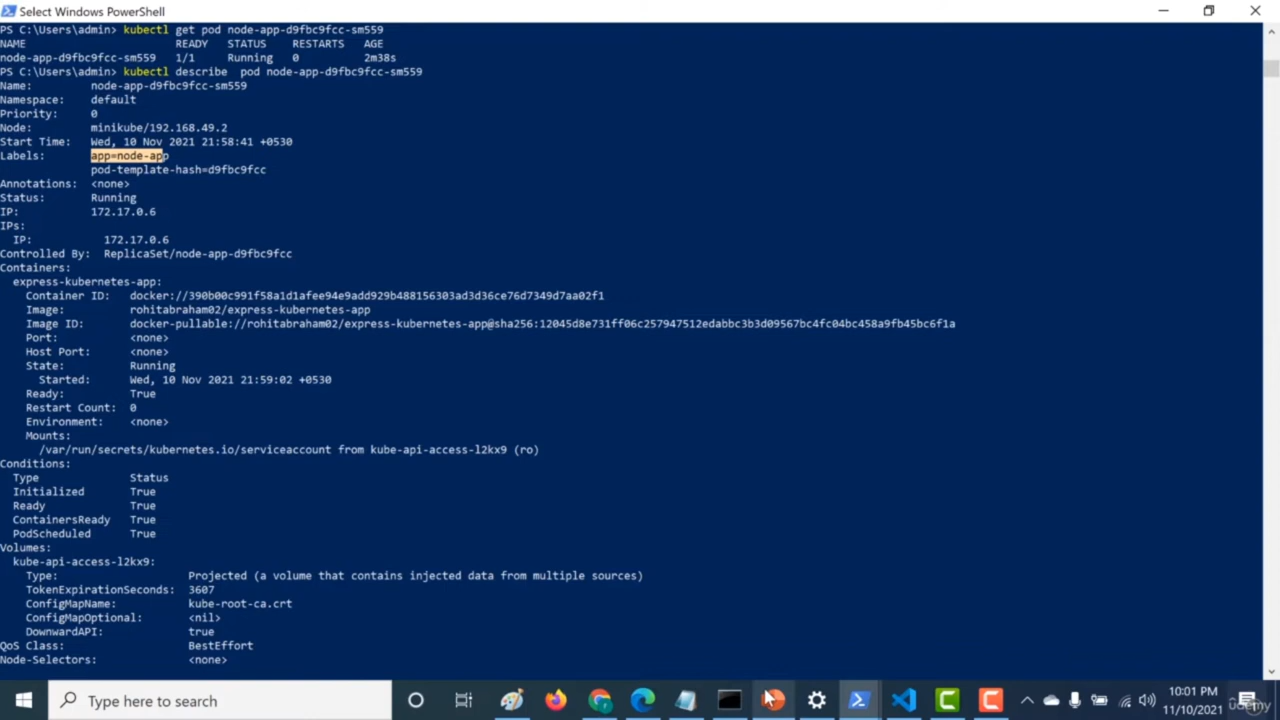 Select Windows PowerShell
PS C:\Users\admin> kubectl get pod node-app-d9fbc9fcc-sm559
NAME READY STATUS RESTARTS AGE
node-app-d9fbc9fcc-sm559 1/1 Running 0 2m38s
PS C:\Users\admin> kubectl describe  pod node-app-d9fbc9fcc-sm559
Name: node-app-d9fbc9fcc-sm559
Namespace: default
Priority: 0
Node: minikube/192.168.49.2
Start Time: Wed, 10 Nov 2021 21:58:41 +0530
Labels: app=node-app
pod-template-hash=d9fbc9fcc
Annotations: <none>
Status: Running
IP: 172.17.0.6
IPs:
IP: 172.17.0.6
Controlled By: ReplicaSet/node-app-d9fbc9fcc
Containers:
express-kubernetes-app:
Container ID: docker://390b00c991f58a1d1afee94e9add929b488156303ad3d36ce76d7349d7aa02f1
Image: rohitabraham02/express-kubernetes-app
Image ID: docker-pullable://rohitabraham02/express-kubernetes-app@sha256:12045d8e731ff06c257947512edabbc3b3d09567bc4fc04bc458a9fb45bc6f1a
Port: <none>
Host Port: <none>
State: Running
Started: Wed, 10 Nov 2021 21:59:02 +0530
Ready: True
Restart Count: 0
Environment: <none>
Mounts:
/var/run/secrets/kubernetes.io/serviceaccount from kube-api-access-l2kx9 (ro)
Conditions:
Type Status
Initialized True
Ready True
ContainersReady True
PodScheduled True
Volumes:
kube-api-access-l2kx9:
Type: Projected (a volume that contains injected data from multiple sources)
TokenExpirationSeconds: 3607
ConfigMapName: kube-root-ca.crt
ConfigMapOptional: <nil>
DownwardAPI: true
QoS Class: BestEffort
Node-Selectors: <none>
Type here to search
10:01 PM
11/10/2021
udemy